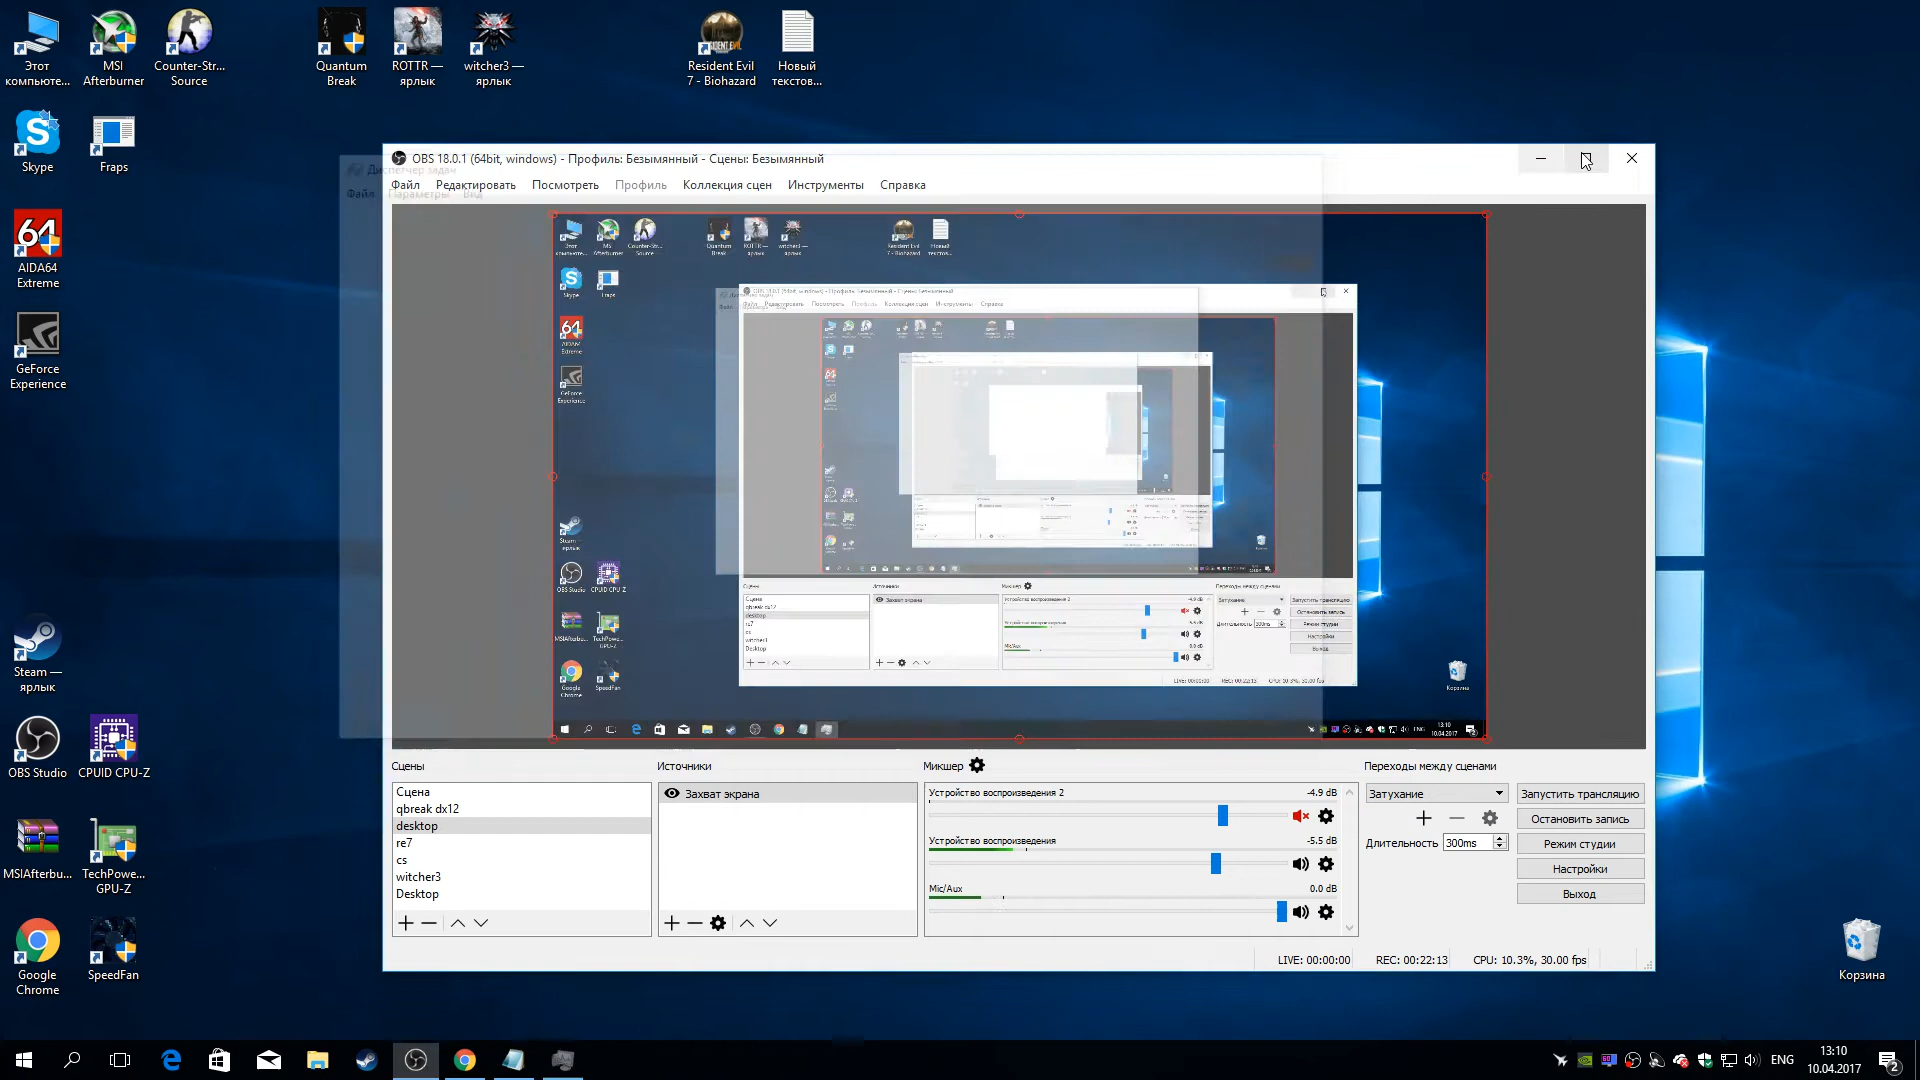 Этот компьюте...
MSI Afterburner
Counter-Str... Source
Quantum Break
ROTTR — ярлык
witcher3 — ярлык
Resident Evil 7 - Biohazard
Новый текстов...
Skype
Fraps
AIDA64 Extreme
GeForce Experience
Steam — ярлык
OBS Studio
CPUID CPU-Z
MSIAfterbu...
TechPowe... GPU-Z
Google Chrome
SpeedFan
Корзина
Диспетчер задач
Файл Параметры Вид
OBS 18.0.1 (64bit, windows) - Профиль: Безымянный - Сцены: Безымянный
Файл Редактировать Посмотреть Профиль Коллекция сцен Инструменты Справка
Сцены
Сцена
qbreak dx12
desktop
re7
cs
witcher3
Desktop
Источники
Захват экрана
Микшер
Устройство воспроизведения 2 -4.9 dB
Устройство воспроизведения -5.5 dB
Mic/Aux 0.0 dB
Переходы между сценами
Затухание
Длительность 300ms
Запустить трансляцию
Остановить запись
Режим студии
Настройки
Выход
LIVE: 00:00:00 REC: 00:22:13 CPU: 10.3%, 30.00 fps
ENG
13:10
10.04.2017
2